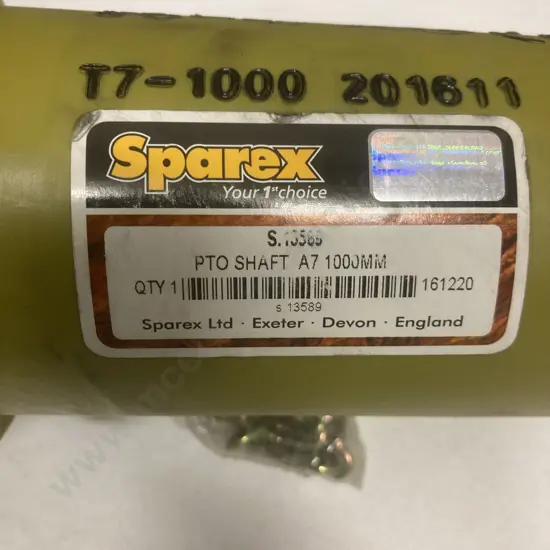 T7-1000 201611
Sparex
Your 1st choice
S.13589
PTO SHAFT A7 1000MM
QTY 1 161220
s 13589
Sparex Ltd · Exeter · Devon · England